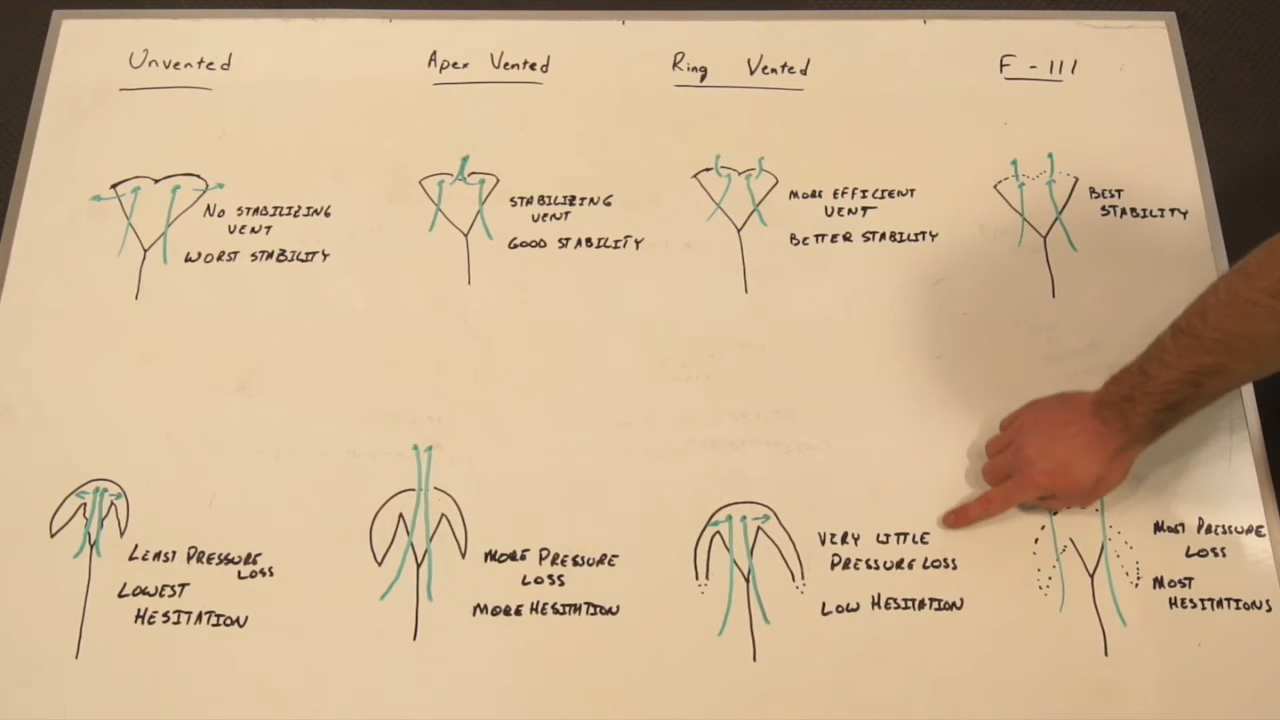 Unvented
Apex Vented
Ring Vented
F-111
NO STABILIZING
VENT
WORST STABILITY
STABILIZING
VENT
GOOD STABILITY
MORE EFFICIENT
VENT
BETTER STABILITY
BEST
STABILITY
LEAST PRESSURE
LOSS
LOWEST
HESITATION
MORE PRESSURE
LOSS
MORE HESITATION
VERY LITTLE
PRESSURE LOSS
LOW HESITATION
MOST PRESSURE
LOSS
MOST
HESITATIONS